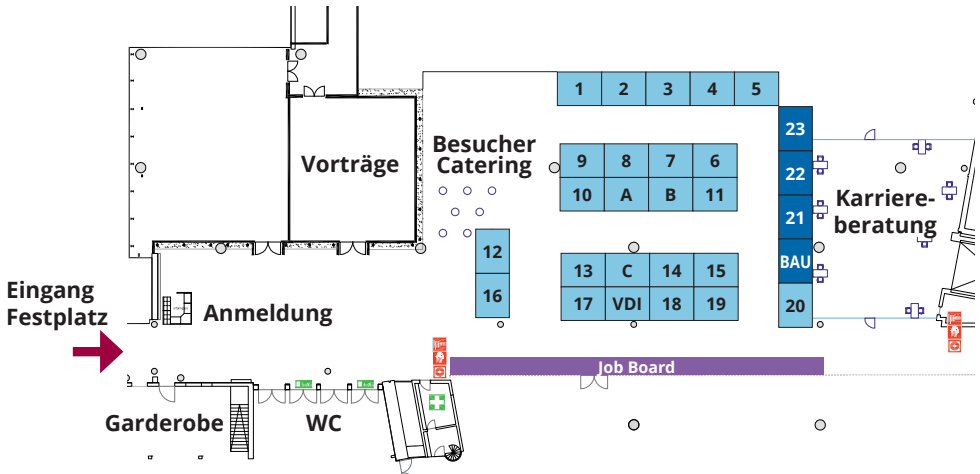 1 2 3 4 5
23
Besucher
Catering
Vorträge
9 8 7 6
22
10 A B 11
Karriere-
beratung
21
12
13 C 14 15
BAU
Eingang
Festplatz
16
17 VDI 18 19
20
Anmeldung
Job Board
Garderobe
WC